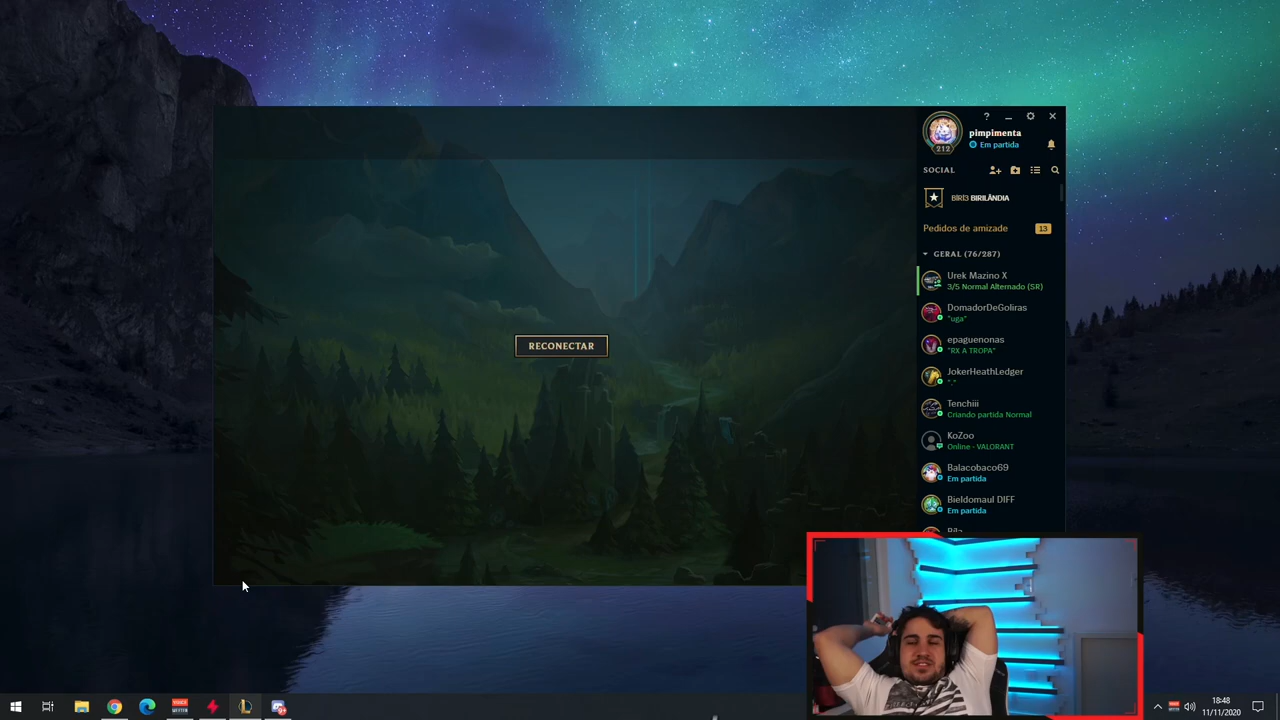 pimpimenta
212
Em partida
SOCIAL
BIRI3 BIRILÂNDIA
Pedidos de amizade 13
GERAL (76/287)
Urek Mazino X
3/5 Normal Alternado (SR)
DomadorDeGoliras
"uga"
RECONECTAR
epaguenonas
"RX A TROPA"
JokerHeathLedger
"."
Tenchiii
Criando partida Normal
KoZoo
Online - VALORANT
Balacobaco69
Em partida
Bieldomaul DIFF
Em partida
18:48
11/11/2020